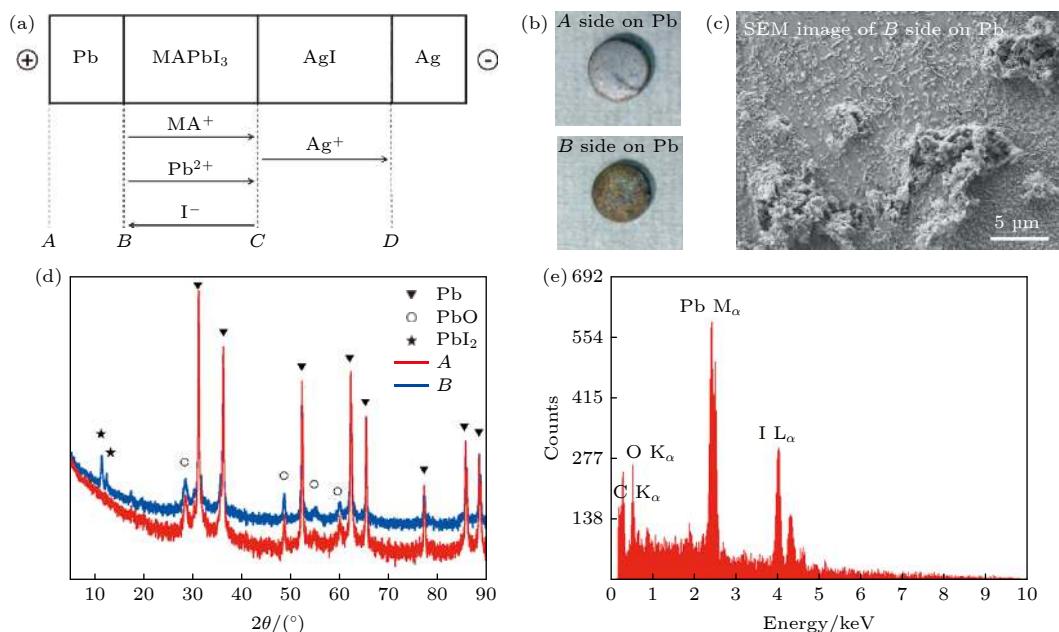 (a)
Pb
MAPbI₃
AgI
Ag
+
-
MA⁺
Pb²⁺
I⁻
Ag⁺
A
B
C
D
(b)
A side on Pb
B side on Pb
(c)
SEM image of B side on Pb
5 μm
(d)
Pb
PbO
PbI₂
A
B
10 20 30 40 50 60 70 80 90
2θ/(°)
(e)
692
554
415
277
138
Counts
C Kα
O Kα
Pb Mα
I Lα
0 1 2 3 4 5 6 7 8 9 10
Energy/keV